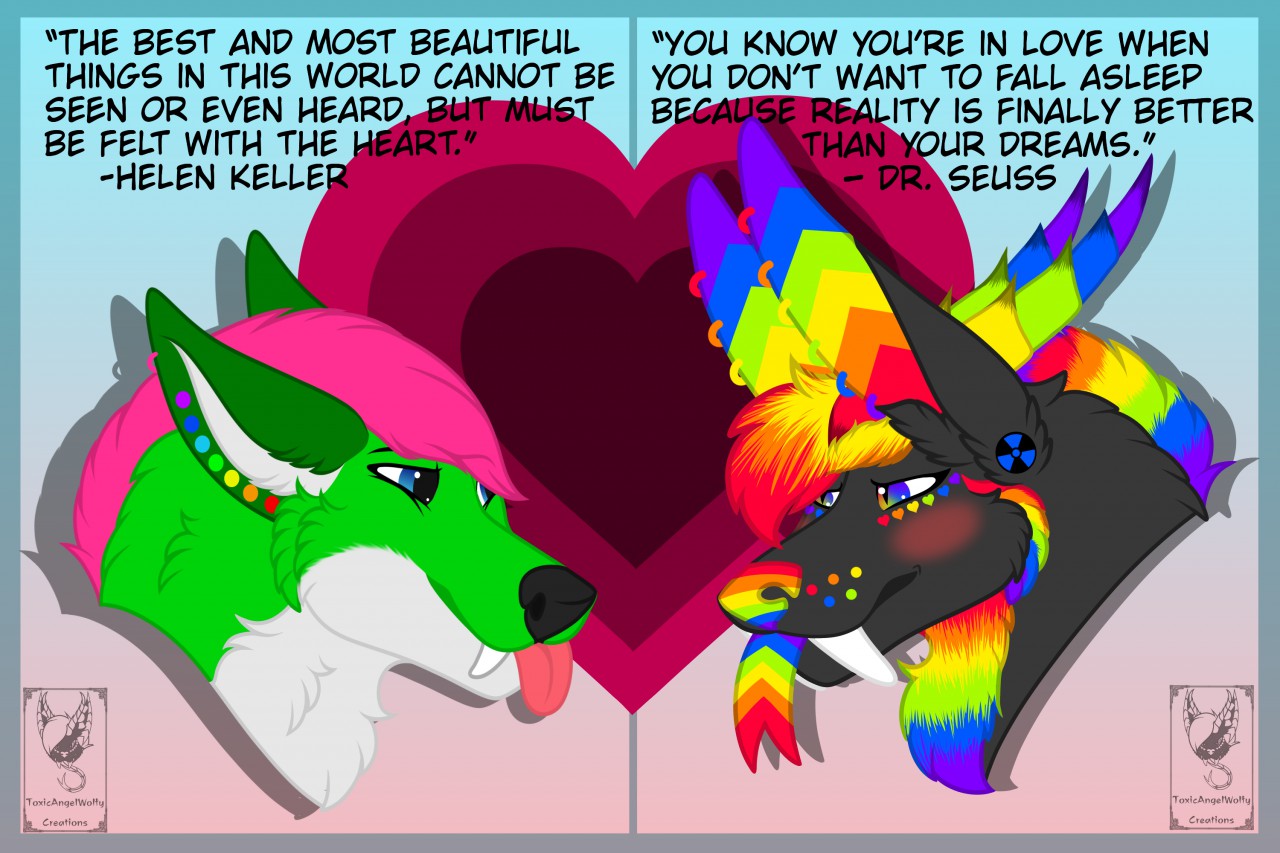 “THE BEST AND MOST BEAUTIFUL
THINGS IN THIS WORLD CANNOT BE
SEEN OR EVEN HEARD, BUT MUST
BE FELT WITH THE HEART.”
-HELEN KELLER
“YOU KNOW YOU’RE IN LOVE WHEN
YOU DON’T WANT TO FALL ASLEEP
BECAUSE REALITY IS FINALLY BETTER
THAN YOUR DREAMS.”
– DR. SEUSS
ToxicAngelWolfy
Creations
ToxicAngelWolfy
Creations